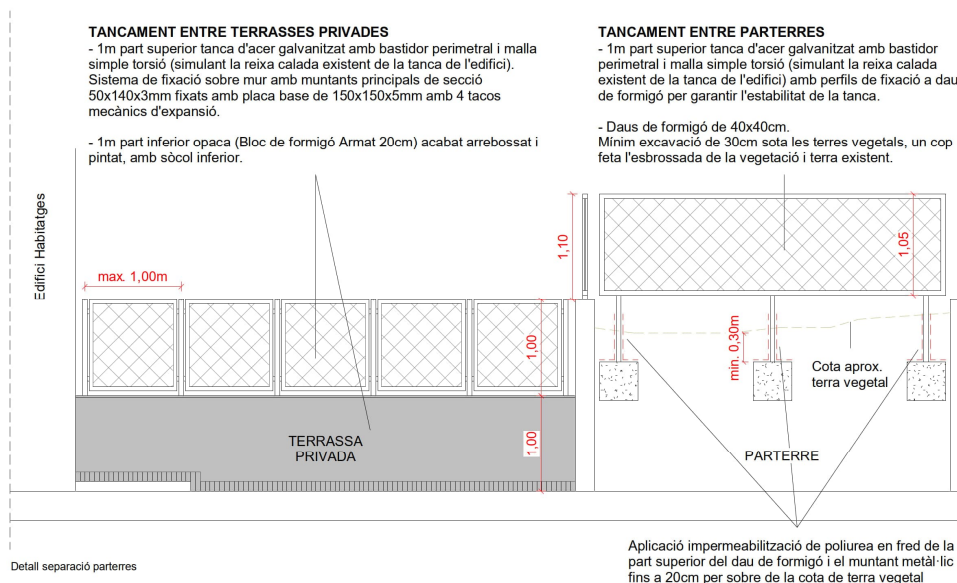 TANCAMENT ENTRE TERRASSES PRIVADES
- 1m part superior tanca d'acer galvanitzat amb bastidor perimetral i malla
simple torsió (simulant la reixa calada existent de la tanca de l'edifici).
Sistema de fixació sobre mur amb muntants principals de secció
50x140x3mm fixats amb placa base de 150x150x5mm amb 4 tacos
mecànics d'expansió.
- 1m part inferior opaca (Bloc de formigó Armat 20cm) acabat arrebossat i
pintat, amb sòcol inferior.
TANCAMENT ENTRE PARTERRES
- 1m part superior tanca d'acer galvanitzat amb bastidor
perimetral i malla simple torsió (simulant la reixa calada
existent de la tanca de l'edifici) amb perfils de fixació a dau
de formigó per garantir l'estabilitat de la tanca.
- Daus de formigó de 40x40cm.
Mínim excavació de 30cm sota les terres vegetals, un cop
feta l'esbrossada de la vegetació i terra existent.
Edifici Habitatges
max. 1,00m
1,10
1,05
1,00
min. 0,30m
Cota aprox.
terra vegetal
1,00
TERRASSA
PRIVADA
PARTERRE
Aplicació impermeabilització de poliurea en fred de la
part superior del dau de formigó i el muntant metàl·lic
fins a 20cm per sobre de la cota de terra vegetal
Detall separació parterres